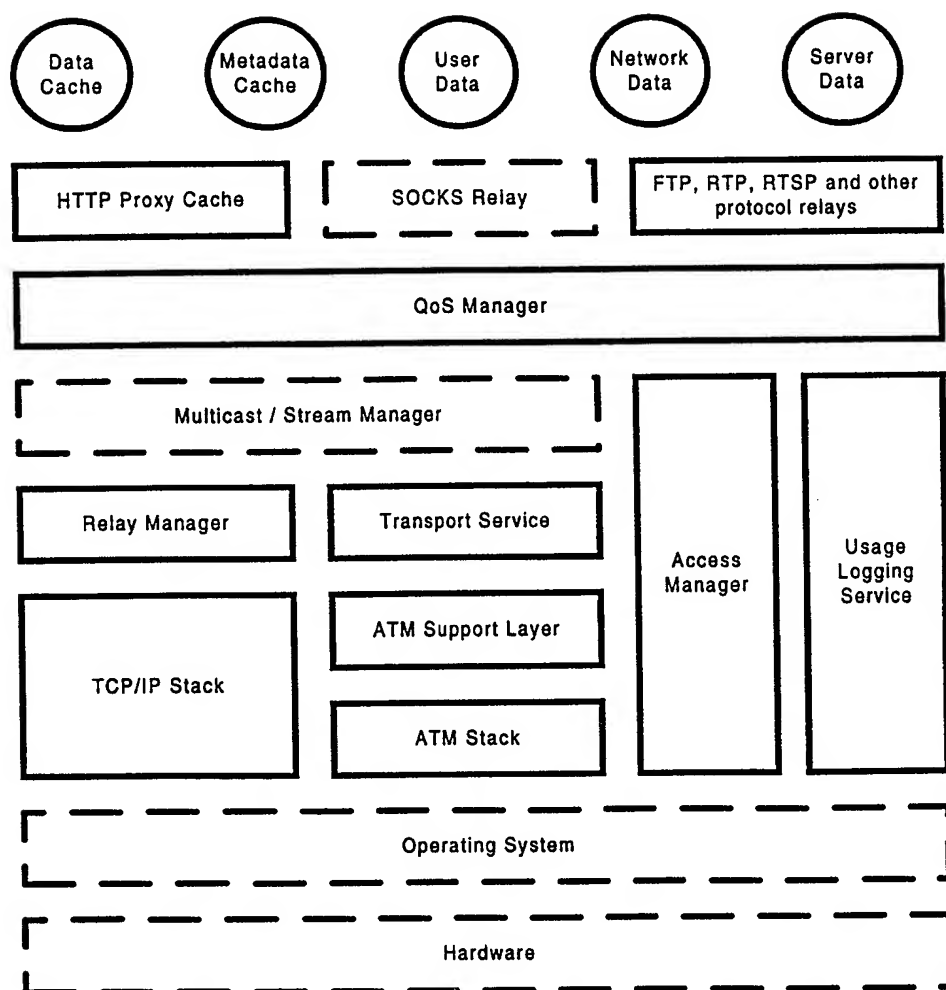 Data
Cache
Metadata
Cache
User
Data
Network
Data
Server
Data
HTTP Proxy Cache
SOCKS Relay
FTP, RTP, RTSP and other
protocol relays
QoS Manager
Multicast / Stream Manager
Relay Manager
Transport Service
Access
Manager
Usage
Logging
Service
ATM Support Layer
TCP/IP Stack
ATM Stack
Operating System
Hardware